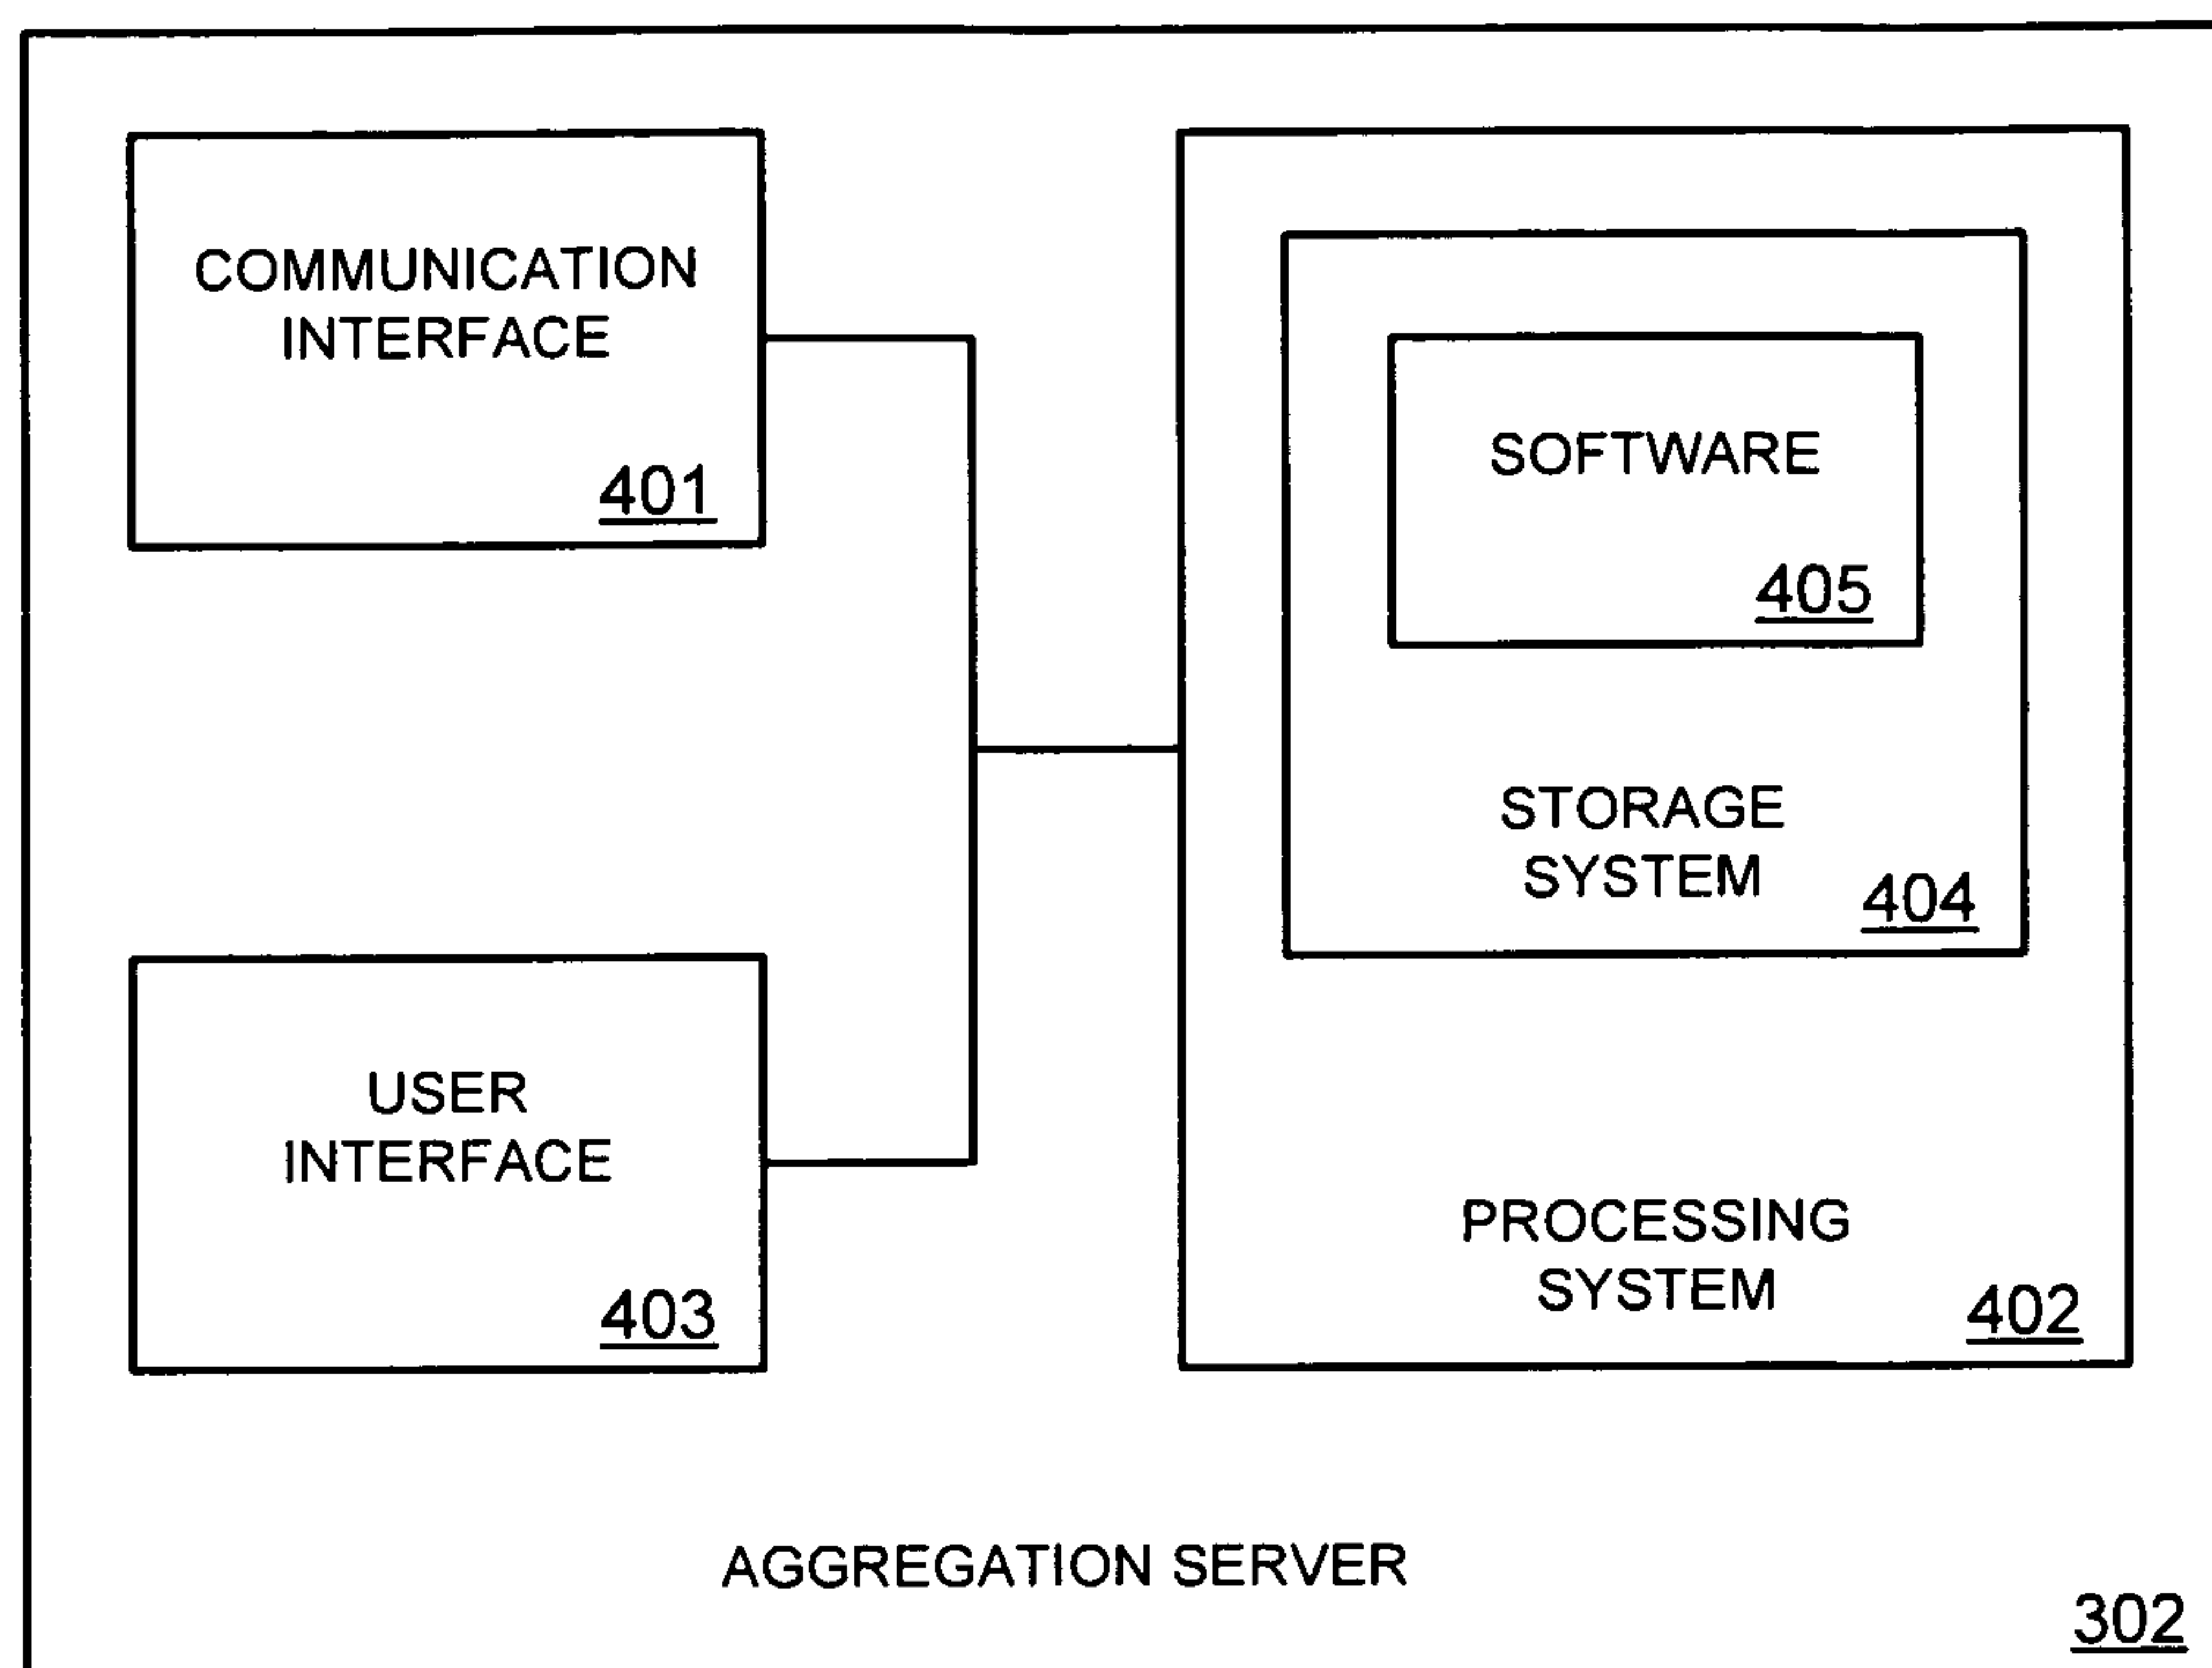 COMMUNICATION
INTERFACE
401
USER
INTERFACE
403
SOFTWARE
405
STORAGE
SYSTEM
404
PROCESSING
SYSTEM
402
AGGREGATION SERVER
302